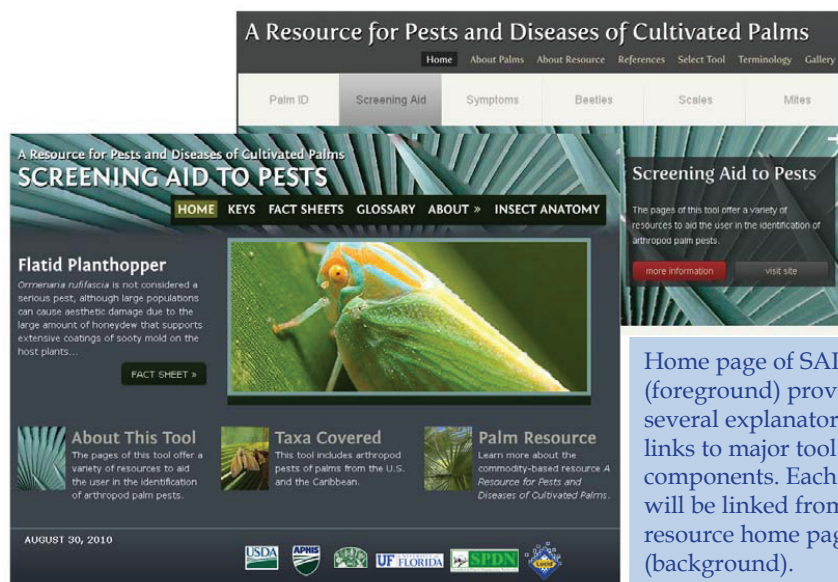 A Resource for Pests and Diseases of Cultivated Palms
Home About Palms About Resource References Select Tool Terminology Gallery
Palm ID Screening Aid Symptoms Beetles Scales Mites
A Resource for Pests and Diseases of Cultivated Palms
SCREENING AID TO PESTS
HOME KEYS FACT SHEETS GLOSSARY ABOUT » INSECT ANATOMY
Screening Aid to Pests
The pages of this tool offer a variety of
resources to aid the user in the identification of
arthropod palm pests.
more information visit site
Flatid Planthopper
Ormenaria rufifascia is not considered a
serious pest, although large populations
can cause aesthetic damage due to the
large amount of honeydew that supports
extensive coatings of sooty mold on the
host plants...
FACT SHEET »
About This Tool
The pages of this tool offer a
variety of resources to aid
the user in the identification
of arthropod palm pests.
Taxa Covered
This tool includes arthropod
pests of palms from the U.S.
and the Caribbean.
Palm Resource
Learn more about the
commodity-based resource A
Resource for Pests and
Diseases of Cultivated Palms.
AUGUST 30, 2010
USDA APHIS UF FLORIDA SPDN Lucid
Home page of SAI
(foreground) prov
several explanator
links to major tool
components. Each
will be linked from
resource home pag
(background).